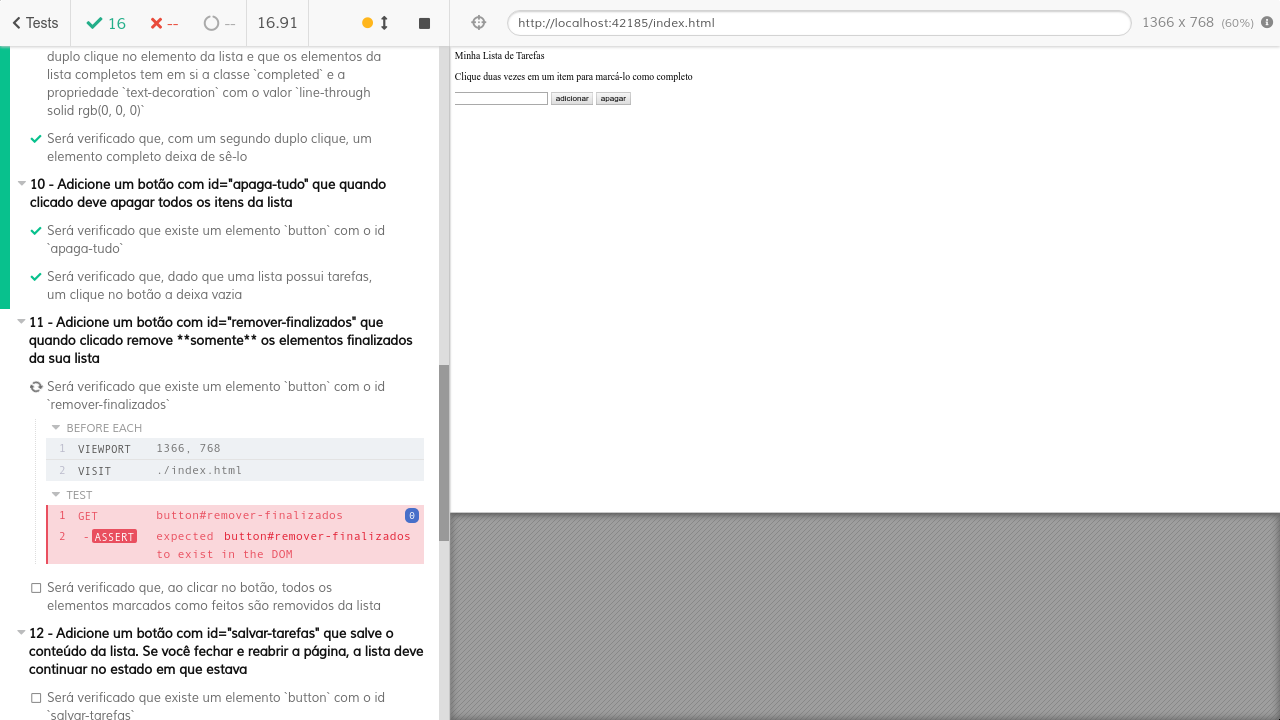 Tests
16
--
--
16.91
http://localhost:42185/index.html
1366 x 768 (60%)
duplo clique no elemento da lista e que os elementos da
lista completos tem em si a classe `completed` e a
propriedade `text-decoration` com o valor `line-through
solid rgb(0, 0, 0)`
Será verificado que, com um segundo duplo clique, um
elemento completo deixa de sê-lo
10 - Adicione um botão com id="apaga-tudo" que quando
clicado deve apagar todos os itens da lista
Será verificado que existe um elemento `button` com o id
`apaga-tudo`
Será verificado que, dado que uma lista possui tarefas,
um clique no botão a deixa vazia
11 - Adicione um botão com id="remover-finalizados" que
quando clicado remove **somente** os elementos finalizados
da sua lista
Será verificado que existe um elemento `button` com o id
`remover-finalizados`
BEFORE EACH
1 VIEWPORT 1366, 768
2 VISIT ./index.html
TEST
1 GET button#remover-finalizados 0
2 -ASSERT expected button#remover-finalizados
to exist in the DOM
Será verificado que, ao clicar no botão, todos os
elementos marcados como feitos são removidos da lista
12 - Adicione um botão com id="salvar-tarefas" que salve o
conteúdo da lista. Se você fechar e reabrir a página, a lista deve
continuar no estado em que estava
Será verificado que existe um elemento `button` com o id
`salvar-tarefas`
Minha Lista de Tarefas
Clique duas vezes em um item para marcá-lo como completo
adicionar apagar